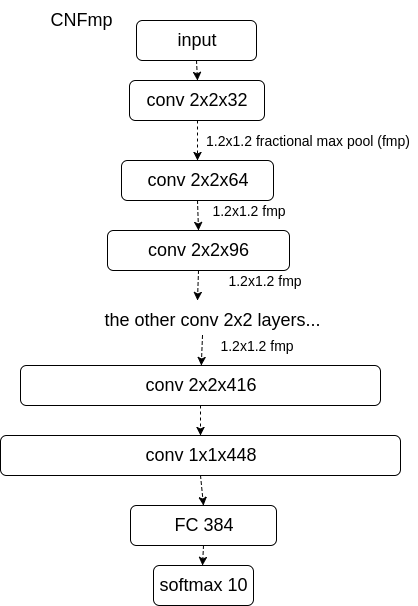 CNFmp
input
conv 2x2x32
1.2x1.2 fractional max pool (fmp)
conv 2x2x64
1.2x1.2 fmp
conv 2x2x96
1.2x1.2 fmp
the other conv 2x2 layers...
1.2x1.2 fmp
conv 2x2x416
conv 1x1x448
FC 384
softmax 10